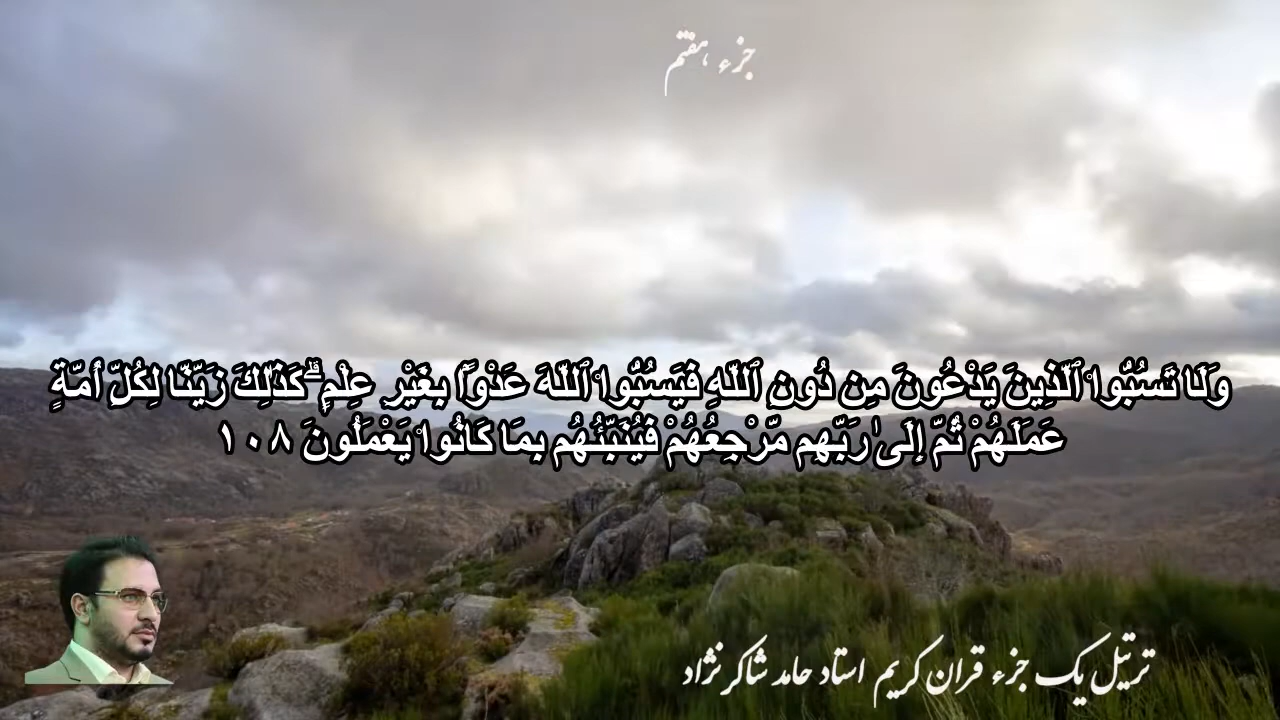 جزء هفتم
وَلَا تَسُبُّوا۟ ٱلَّذِينَ يَدْعُونَ مِن دُونِ ٱللَّهِ فَيَسُبُّوا۟ ٱللَّهَ عَدْوًۢا بِغَيْرِ عِلْمٍۢ ۗ كَذَٰلِكَ زَيَّنَّا لِكُلِّ أُمَّةٍ
عَمَلَهُمْ ثُمَّ إِلَىٰ رَبِّهِم مَّرْجِعُهُمْ فَيُنَبِّئُهُم بِمَا كَانُوا۟ يَعْمَلُونَ ١٠٨
ترتیل یک جزء قران کریم استاد حامد شاکرنژاد